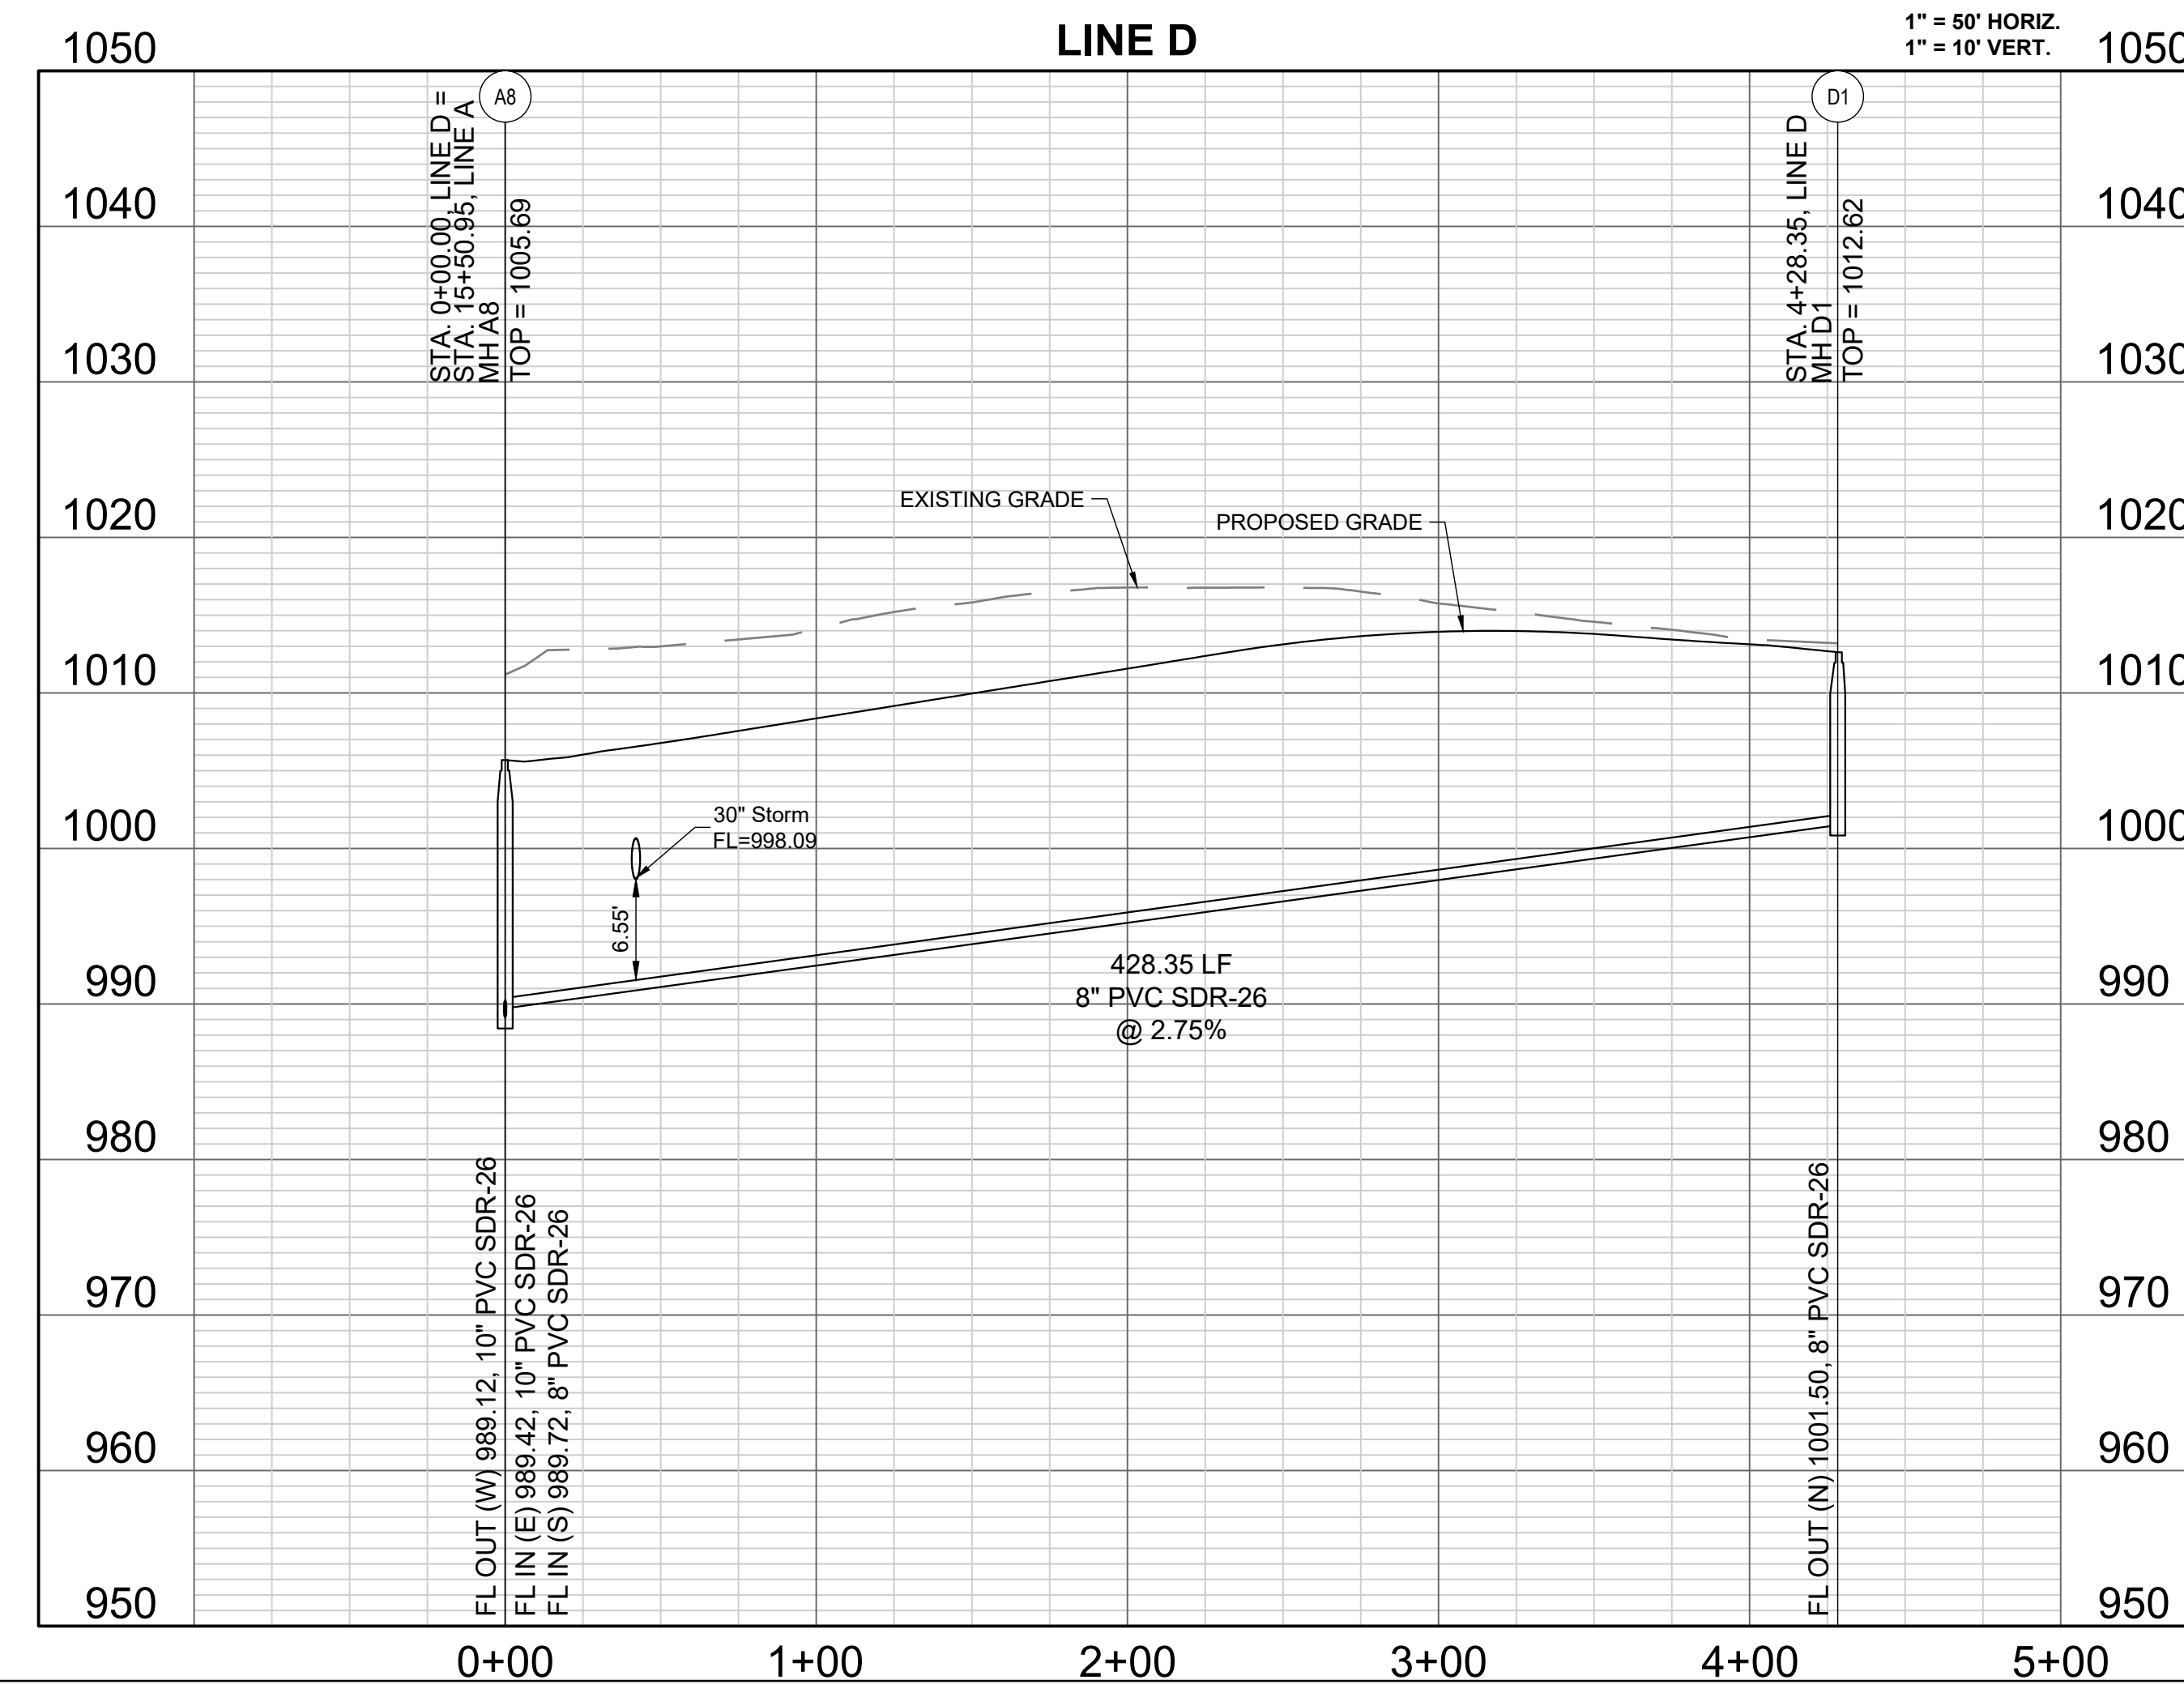 LINE D
1" = 50' HORIZ.
1" = 10' VERT.
1050
1050
A8
D1
STA. 0+00.00, LINE D =
STA. 15+50.95, LINE A
MH A8
TOP = 1005.69
STA. 4+28.35, LINE D
MH D1
TOP = 1012.62
1040
1040
1030
1030
1020
1020
EXISTING GRADE
PROPOSED GRADE
1010
1010
30" Storm
FL=998.09
1000
1000
6.55'
990
990
428.35 LF
8" PVC SDR-26
@ 2.75%
980
980
FL OUT (W) 989.12, 10" PVC SDR-26
FL IN (E) 989.42, 10" PVC SDR-26
FL IN (S) 989.72, 8" PVC SDR-26
FL OUT (N) 1001.50, 8" PVC SDR-26
970
970
960
960
950
950
0+00
1+00
2+00
3+00
4+00
5+00